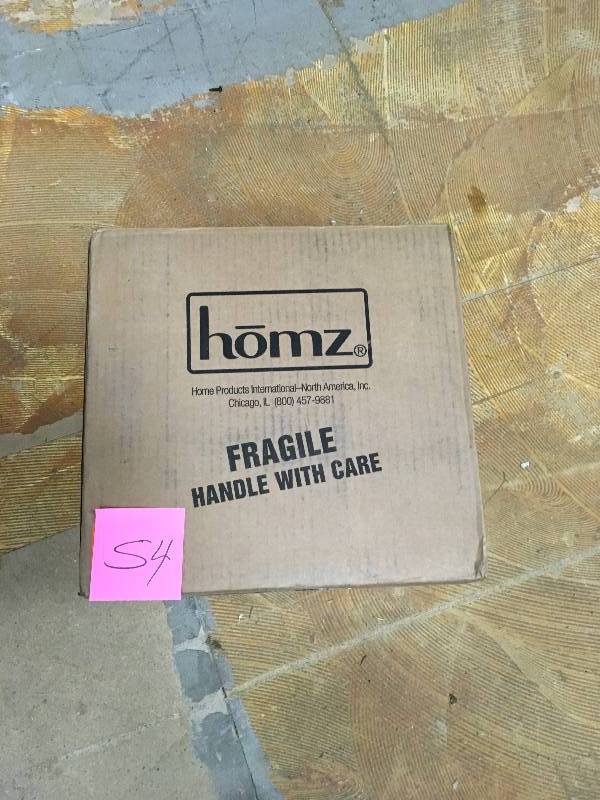 hōmz®
Home Products International–North America, Inc.
Chicago, IL (800) 457-9881
FRAGILE
HANDLE WITH CARE
S4